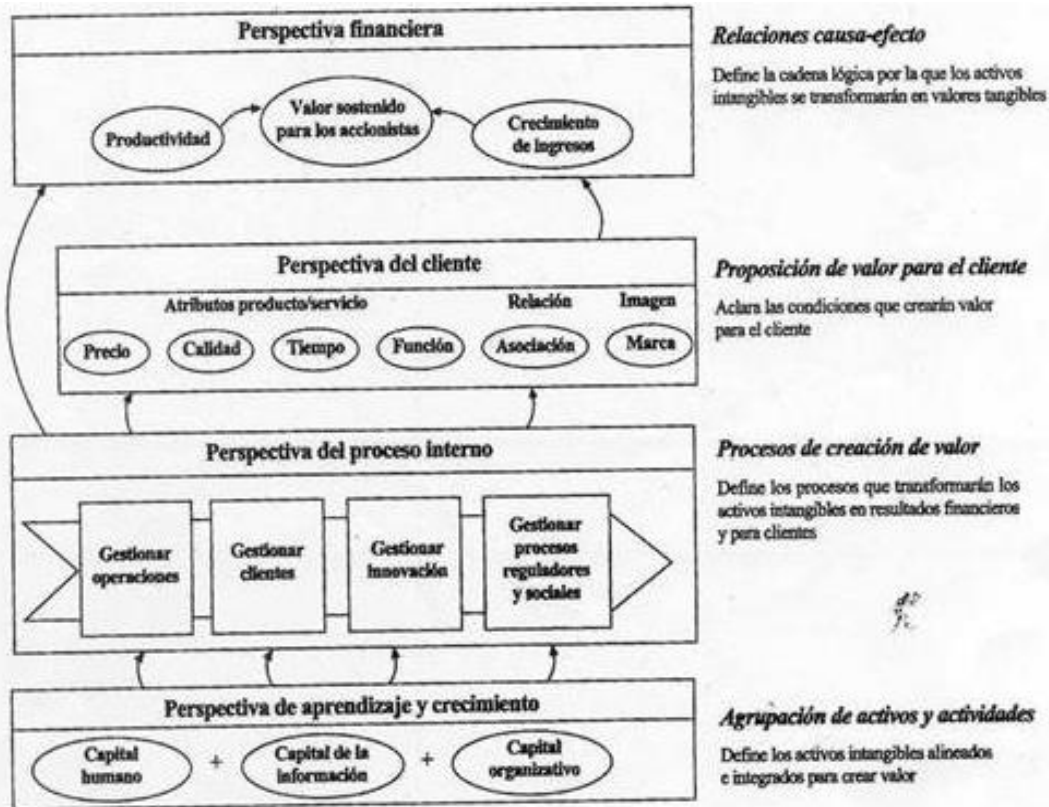 Perspectiva financiera
Productividad
Valor sostenido
para los accionistas
Crecimiento
de ingresos
Relaciones causa-efecto
Define la cadena lógica por la que los activos
intangibles se transformarán en valores tangibles
Perspectiva del cliente
Atributos producto/servicio
Relación
Imagen
Precio
Calidad
Tiempo
Función
Asociación
Marca
Proposición de valor para el cliente
Aclara las condiciones que crearán valor
para el cliente
Perspectiva del proceso interno
Gestionar
operaciones
Gestionar
clientes
Gestionar
innovación
Gestionar
procesos
reguladores
y sociales
Procesos de creación de valor
Define los procesos que transformarán los
activos intangibles en resultados financieros
y para clientes
Perspectiva de aprendizaje y crecimiento
Capital
humano
+
Capital de la
información
+
Capital
organizativo
Agrupación de activos y actividades
Define los activos intangibles alineados
e integrados para crear valor